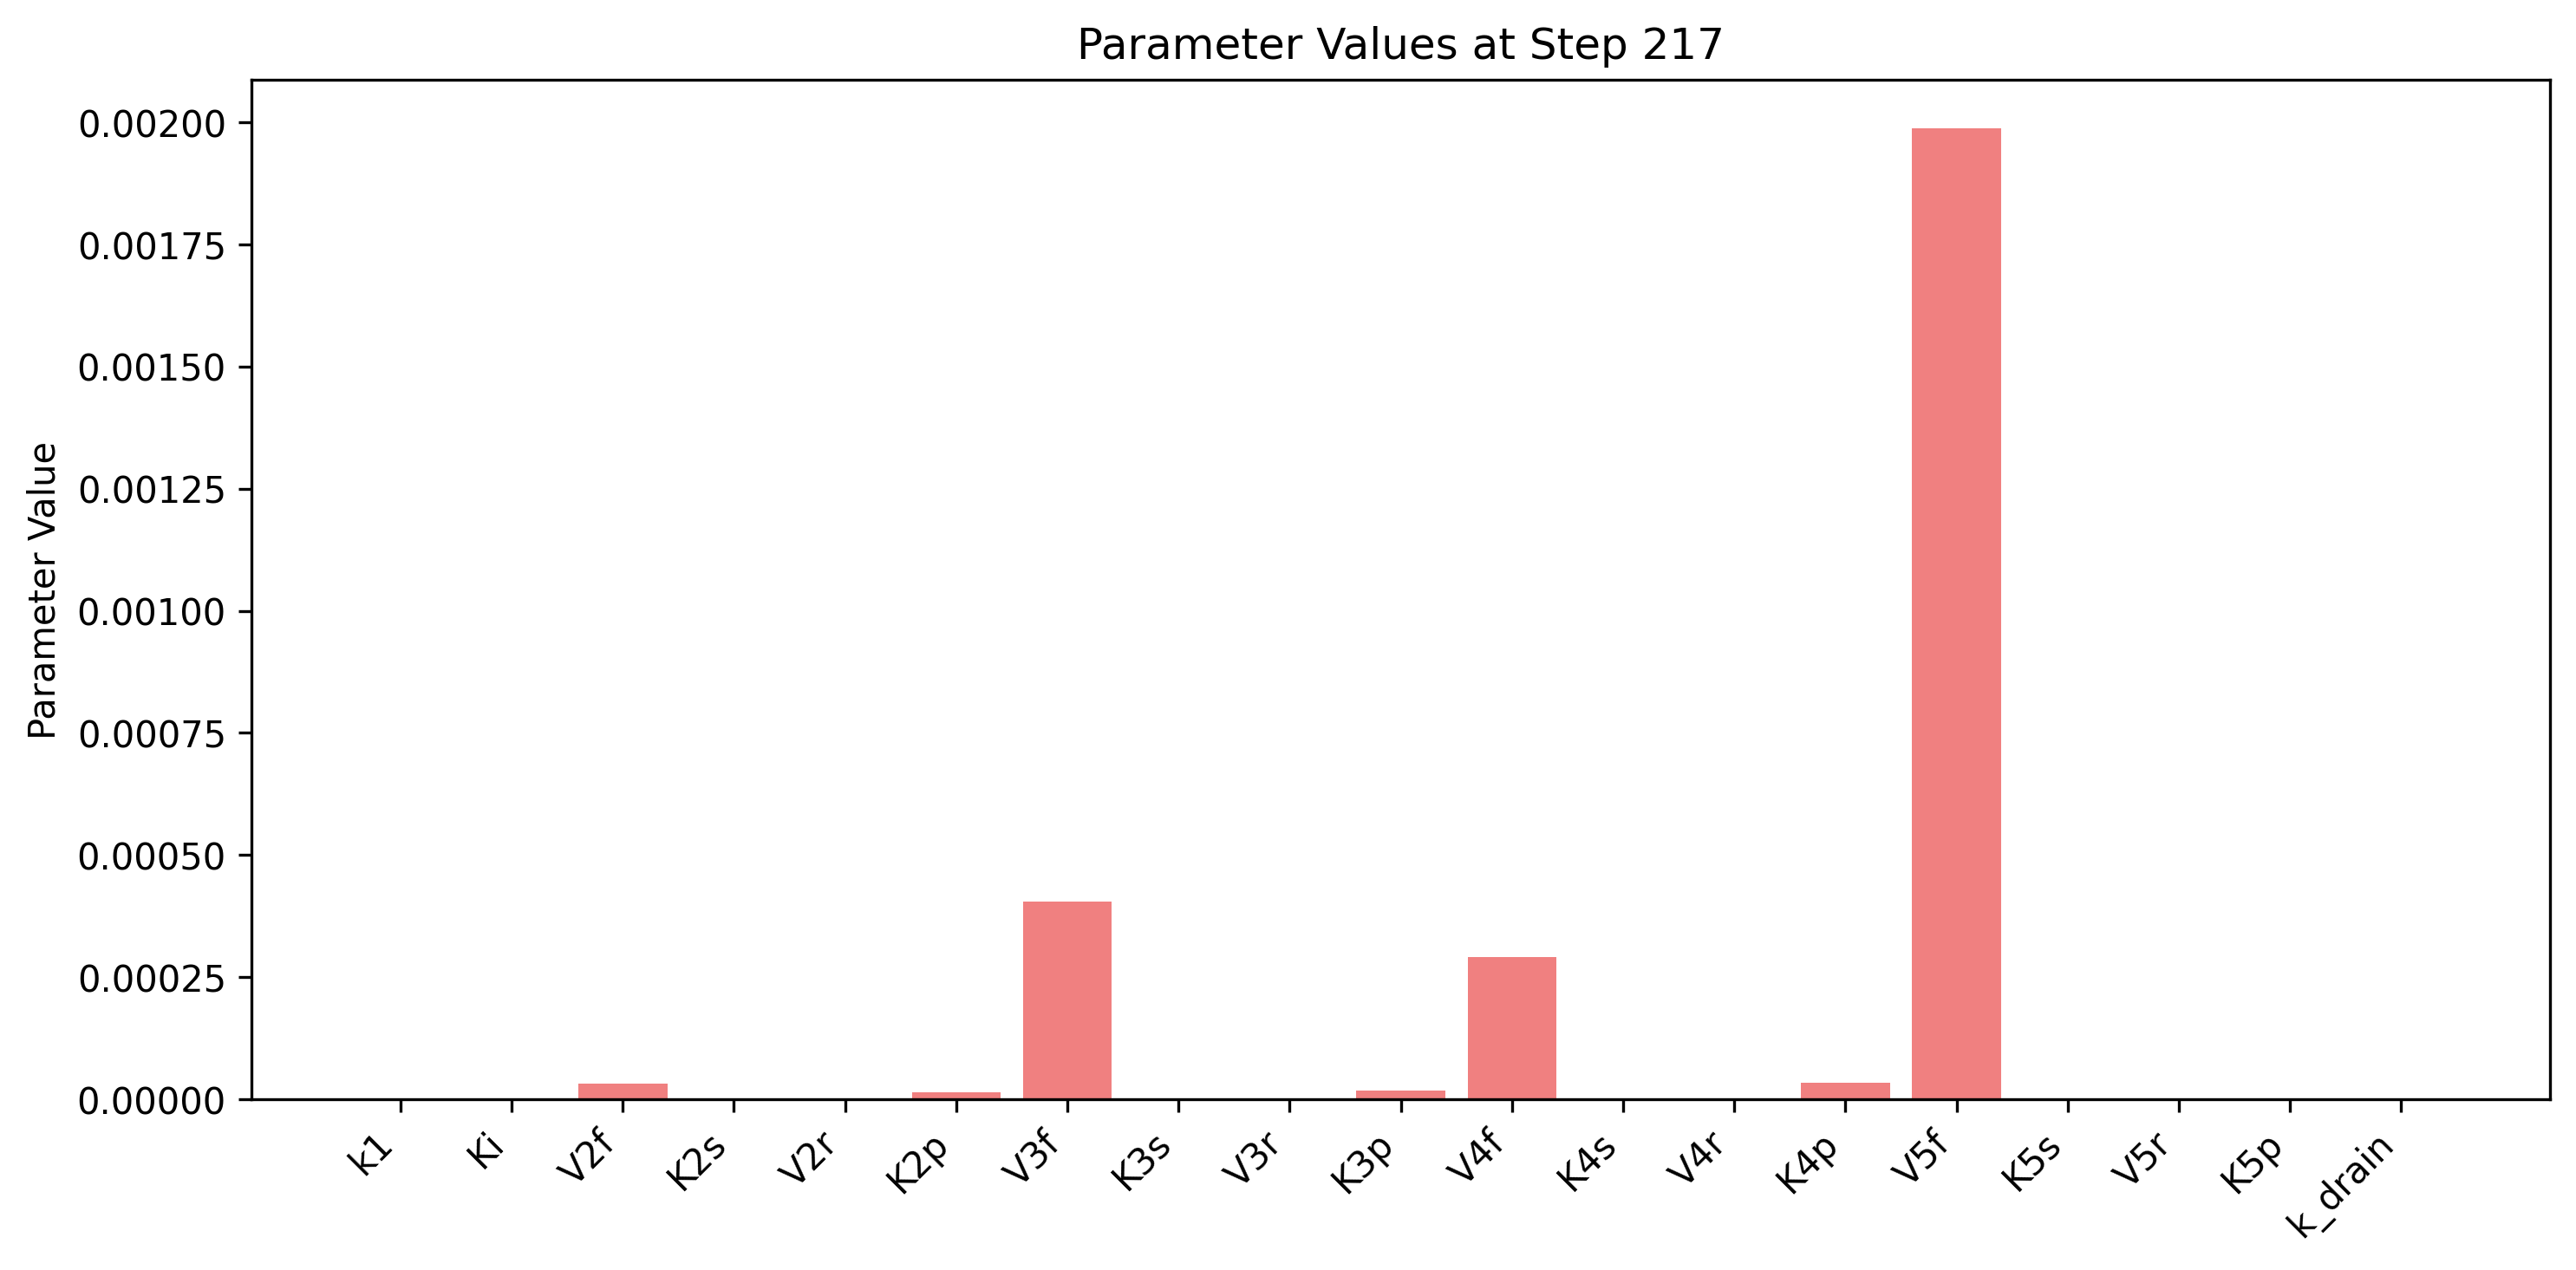 Parameter Values at Step 217
Parameter Value
0.00200
0.00175
0.00150
0.00125
0.00100
0.00075
0.00050
0.00025
0.00000
k1
Ki
V2f
K2s
V2r
K2p
V3f
K3s
V3r
K3p
V4f
K4s
V4r
K4p
V5f
K5s
V5r
K5p
k_drain